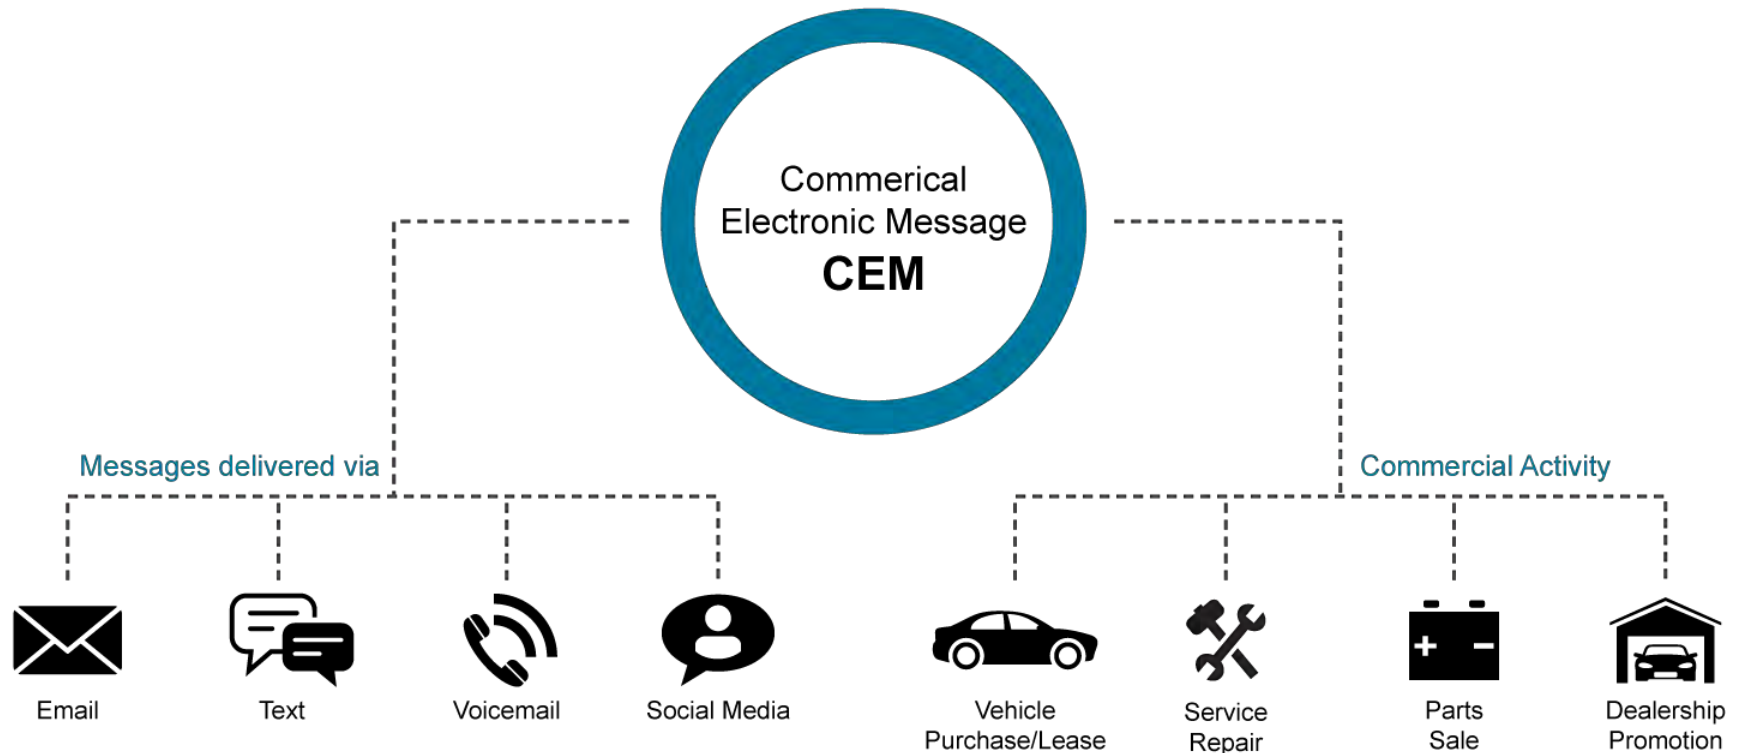 Commerical
Electronic Message
CEM
Messages delivered via
Commercial Activity
Email
Text
Voicemail
Social Media
Vehicle
Purchase/Lease
Service
Repair
Parts
Sale
Dealership
Promotion